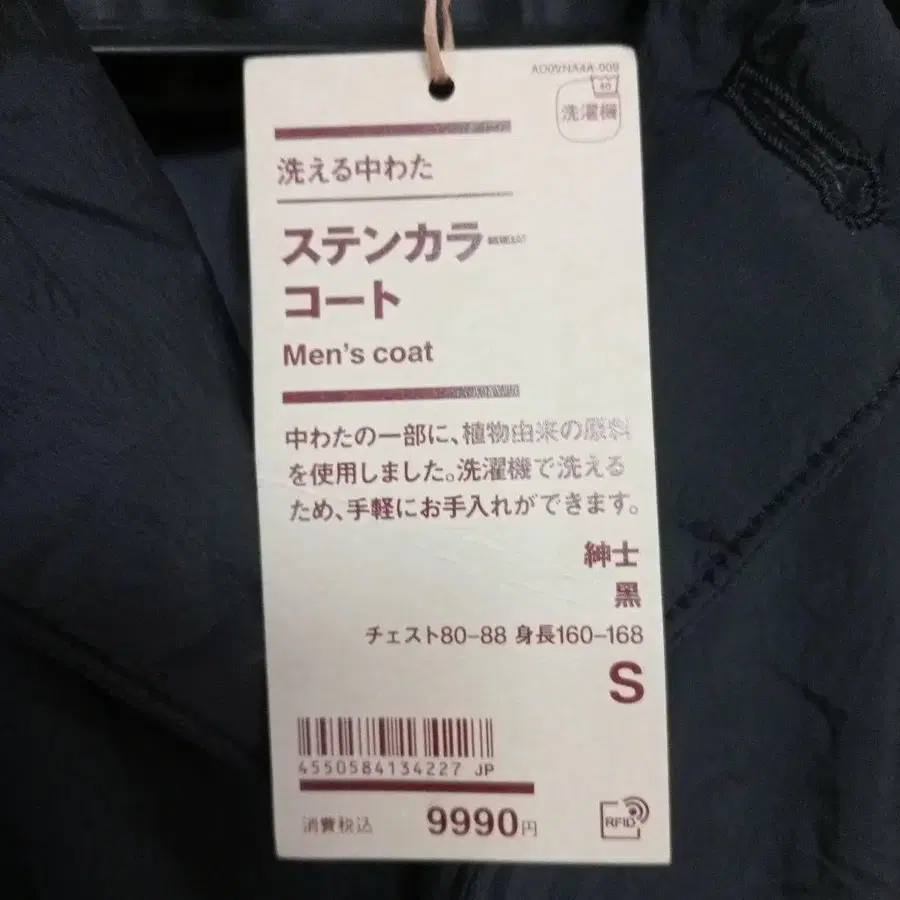 AO0VNA4A-009
40
洗濯機
洗える中わた
ステンカラー
コート
Men's coat
中わたの一部に、植物由来の原料
を使用しました。洗濯機で洗える
ため、手軽にお手入れができます。
紳士
黒
チェスト80–88 身長160–168
S
4550584134227 JP
消費税込 9990円
RFID